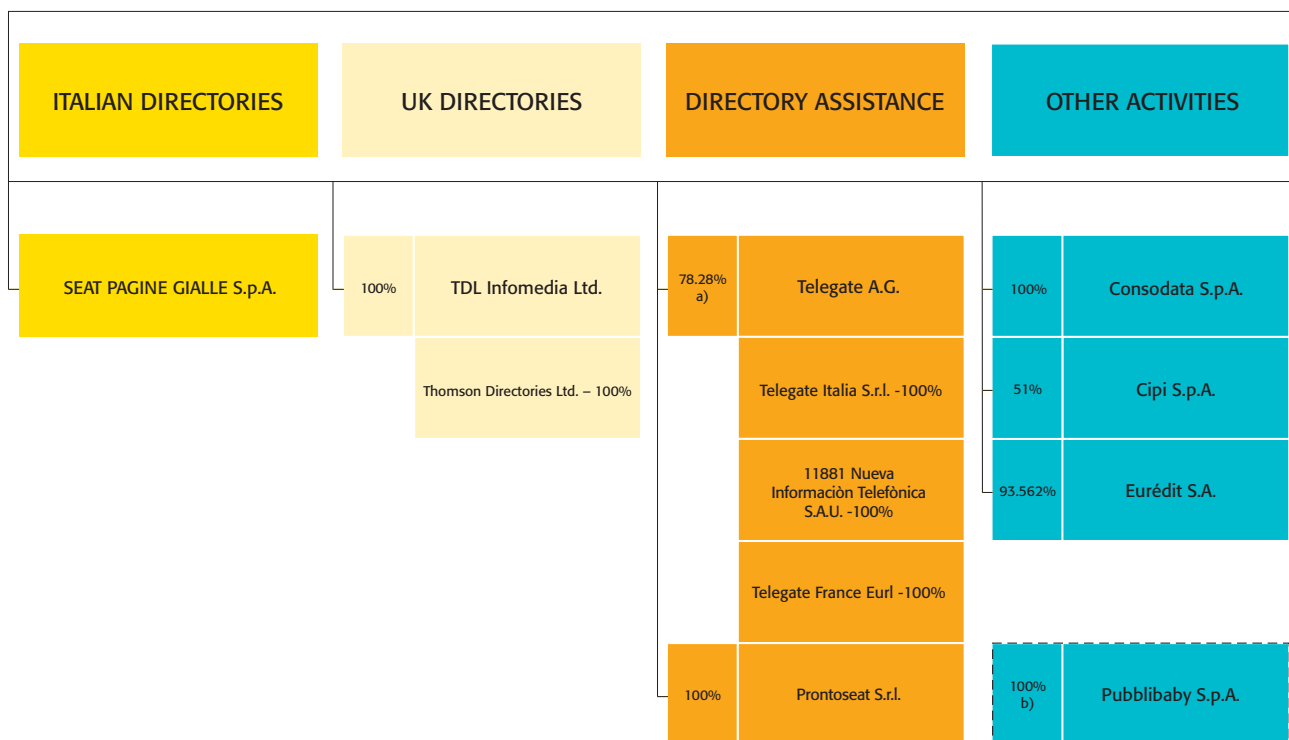 ITALIAN DIRECTORIES
UK DIRECTORIES
DIRECTORY ASSISTANCE
OTHER ACTIVITIES
SEAT PAGINE GIALLE S.p.A.
100%
TDL Infomedia Ltd.
78.28%
a)
Telegate A.G.
100%
Consodata S.p.A.
Thomson Directories Ltd. – 100%
Telegate Italia S.r.l. -100%
51%
Cipi S.p.A.
11881 Nueva
Informaciòn Telefònica
S.A.U. -100%
93.562%
Eurédit S.A.
Telegate France Eurl -100%
100%
Prontoseat S.r.l.
100%
b)
Pubblibaby S.p.A.